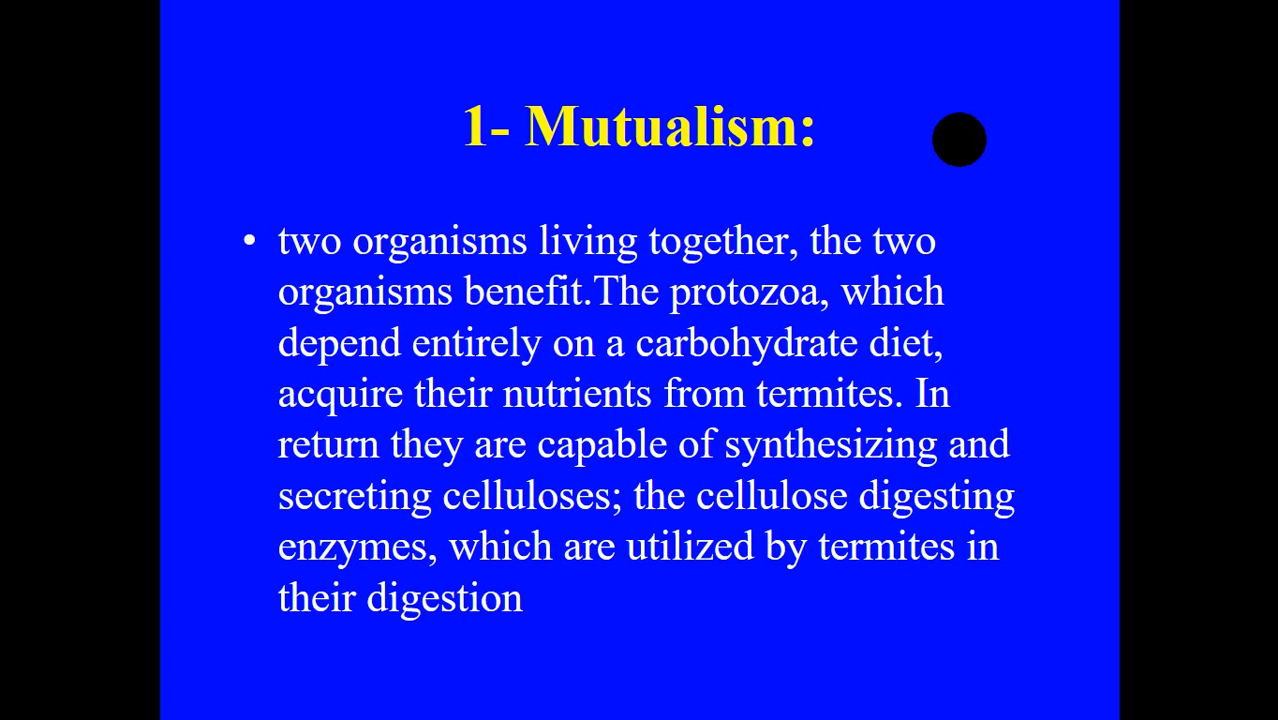 1- Mutualism:
• two organisms living together, the two
organisms benefit.The protozoa, which
depend entirely on a carbohydrate diet,
acquire their nutrients from termites. In
return they are capable of synthesizing and
secreting celluloses; the cellulose digesting
enzymes, which are utilized by termites in
their digestion